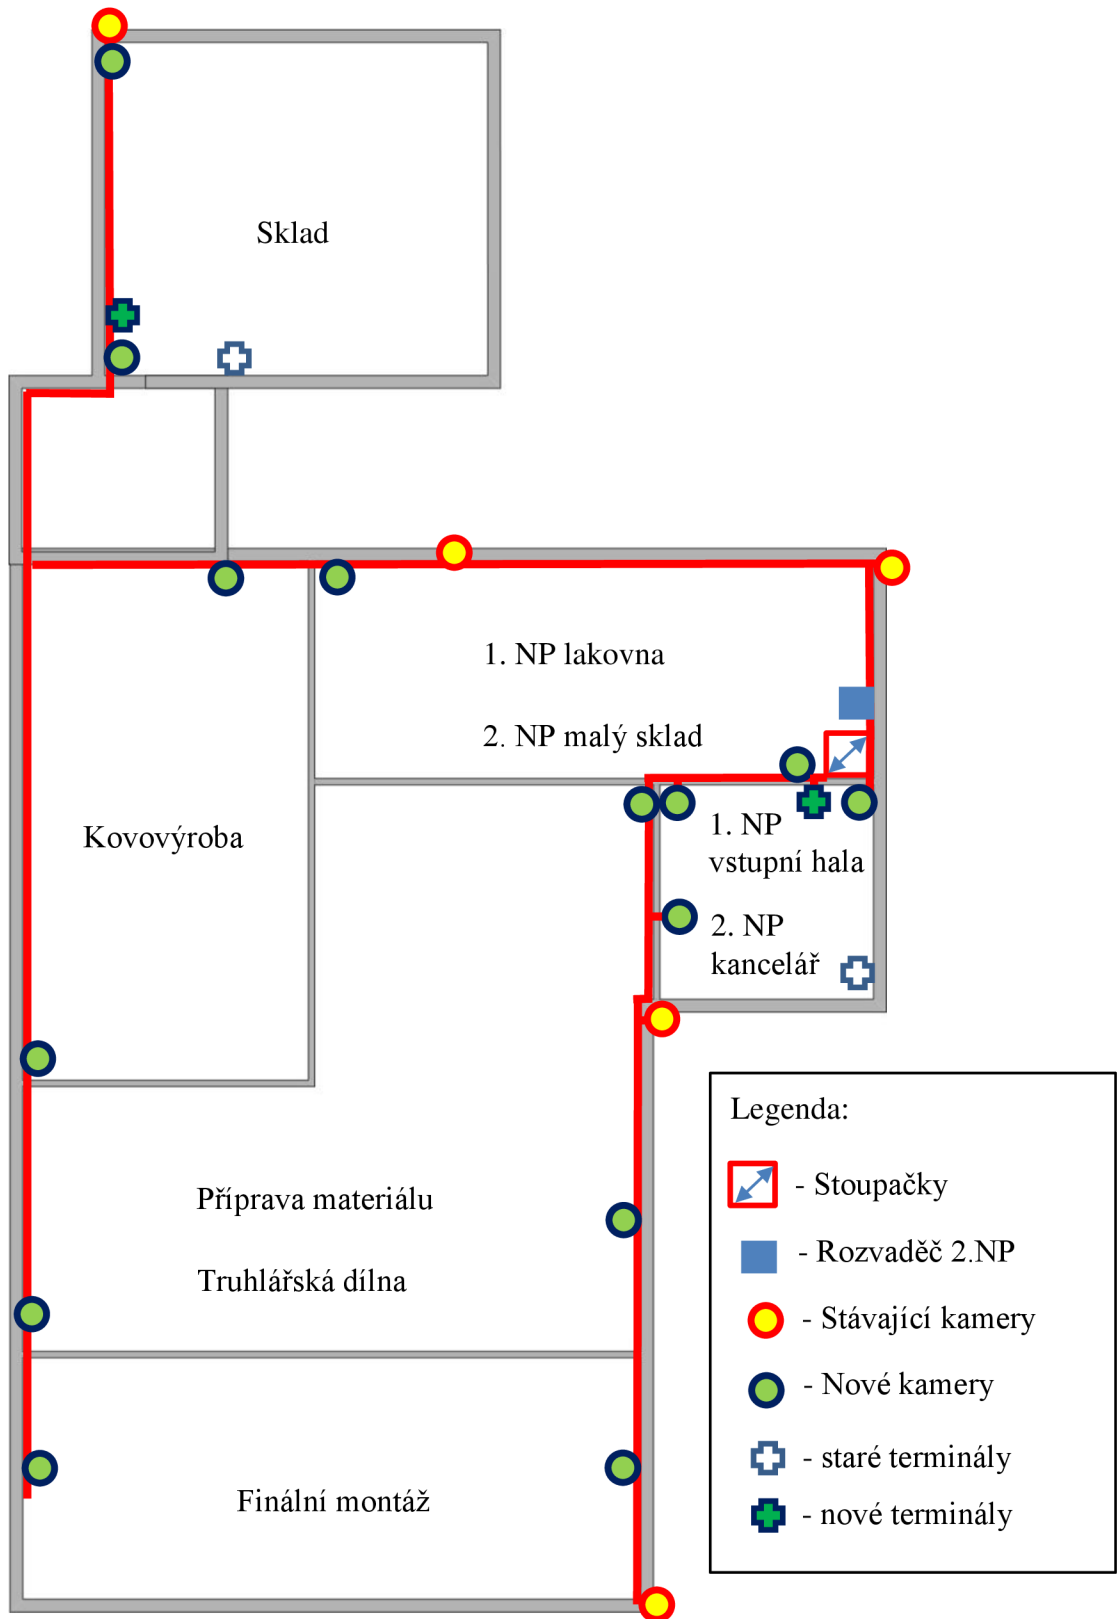 Sklad
1. NP lakovna
2. NP malý sklad
Kovovýroba
1. NP
vstupní hala
2. NP
kancelář
Příprava materiálu
Truhlářská dílna
Finální montáž
Legenda:
- Stoupačky
- Rozvaděč 2.NP
- Stávající kamery
- Nové kamery
- staré terminály
- nové terminály